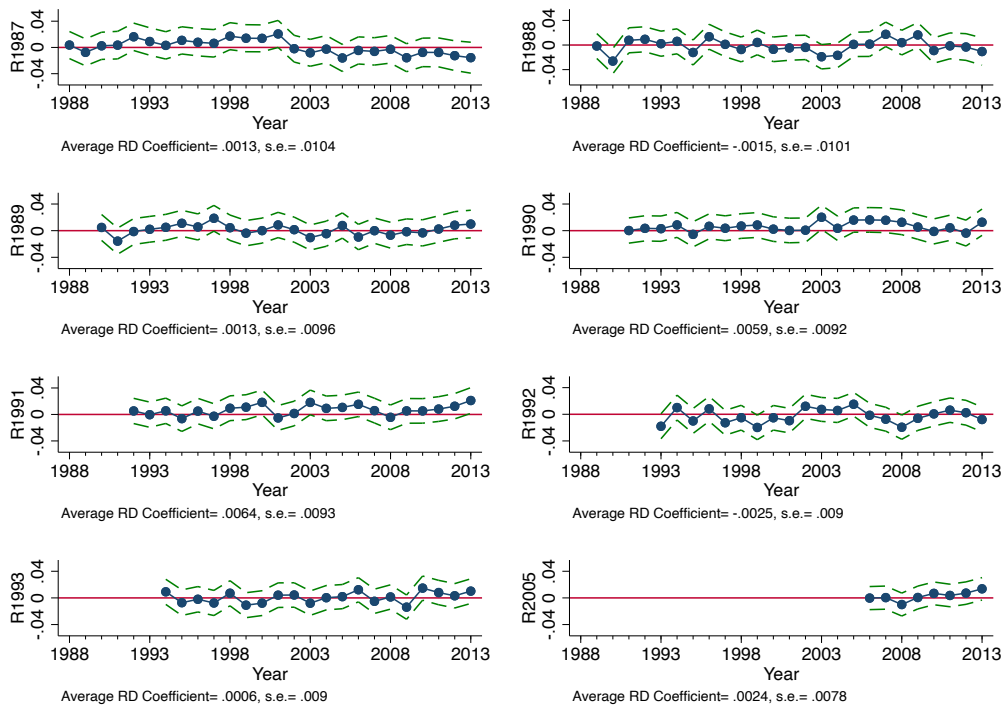 R1987
.04
0
-.04
1988 1993 1998 2003 2008 2013
Year
Average RD Coefficient= .0013, s.e.= .0104
R1988
.04
0
-.04
1988 1993 1998 2003 2008 2013
Year
Average RD Coefficient= -.0015, s.e.= .0101
R1989
.04
0
-.04
1988 1993 1998 2003 2008 2013
Year
Average RD Coefficient= .0013, s.e.= .0096
R1990
.04
0
-.04
1988 1993 1998 2003 2008 2013
Year
Average RD Coefficient= .0059, s.e.= .0092
R1991
.04
0
-.04
1988 1993 1998 2003 2008 2013
Year
Average RD Coefficient= .0064, s.e.= .0093
R1992
.04
0
-.04
1988 1993 1998 2003 2008 2013
Year
Average RD Coefficient= -.0025, s.e.= .009
R1993
.04
0
-.04
1988 1993 1998 2003 2008 2013
Year
Average RD Coefficient= .0006, s.e.= .009
R2005
.04
0
-.04
1988 1993 1998 2003 2008 2013
Year
Average RD Coefficient= .0024, s.e.= .0078